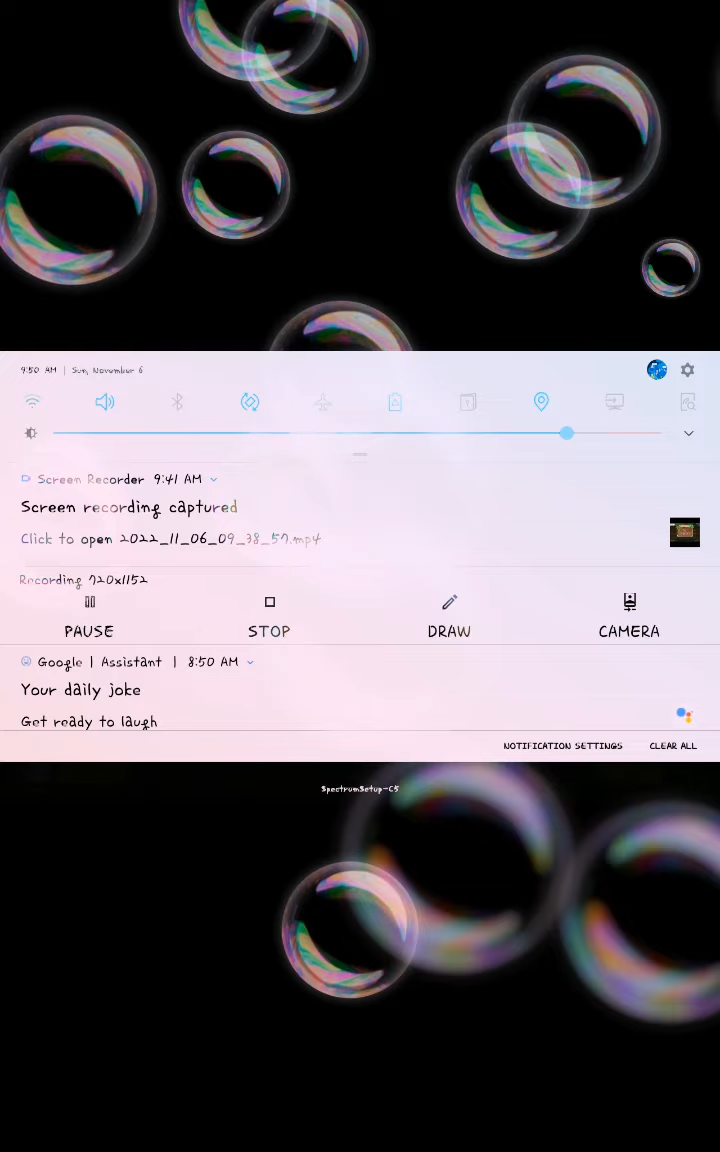 9:50 AM | Sun, November 6
Screen Recorder 9:41 AM
Screen recording captured
Click to open 2022_11_06_09_38_57.mp4
Recording 720x1152
PAUSE STOP DRAW CAMERA
Google | Assistant | 8:50 AM
Your daily joke
Get ready to laugh
NOTIFICATION SETTINGS CLEAR ALL
SpectrumSetup-C5